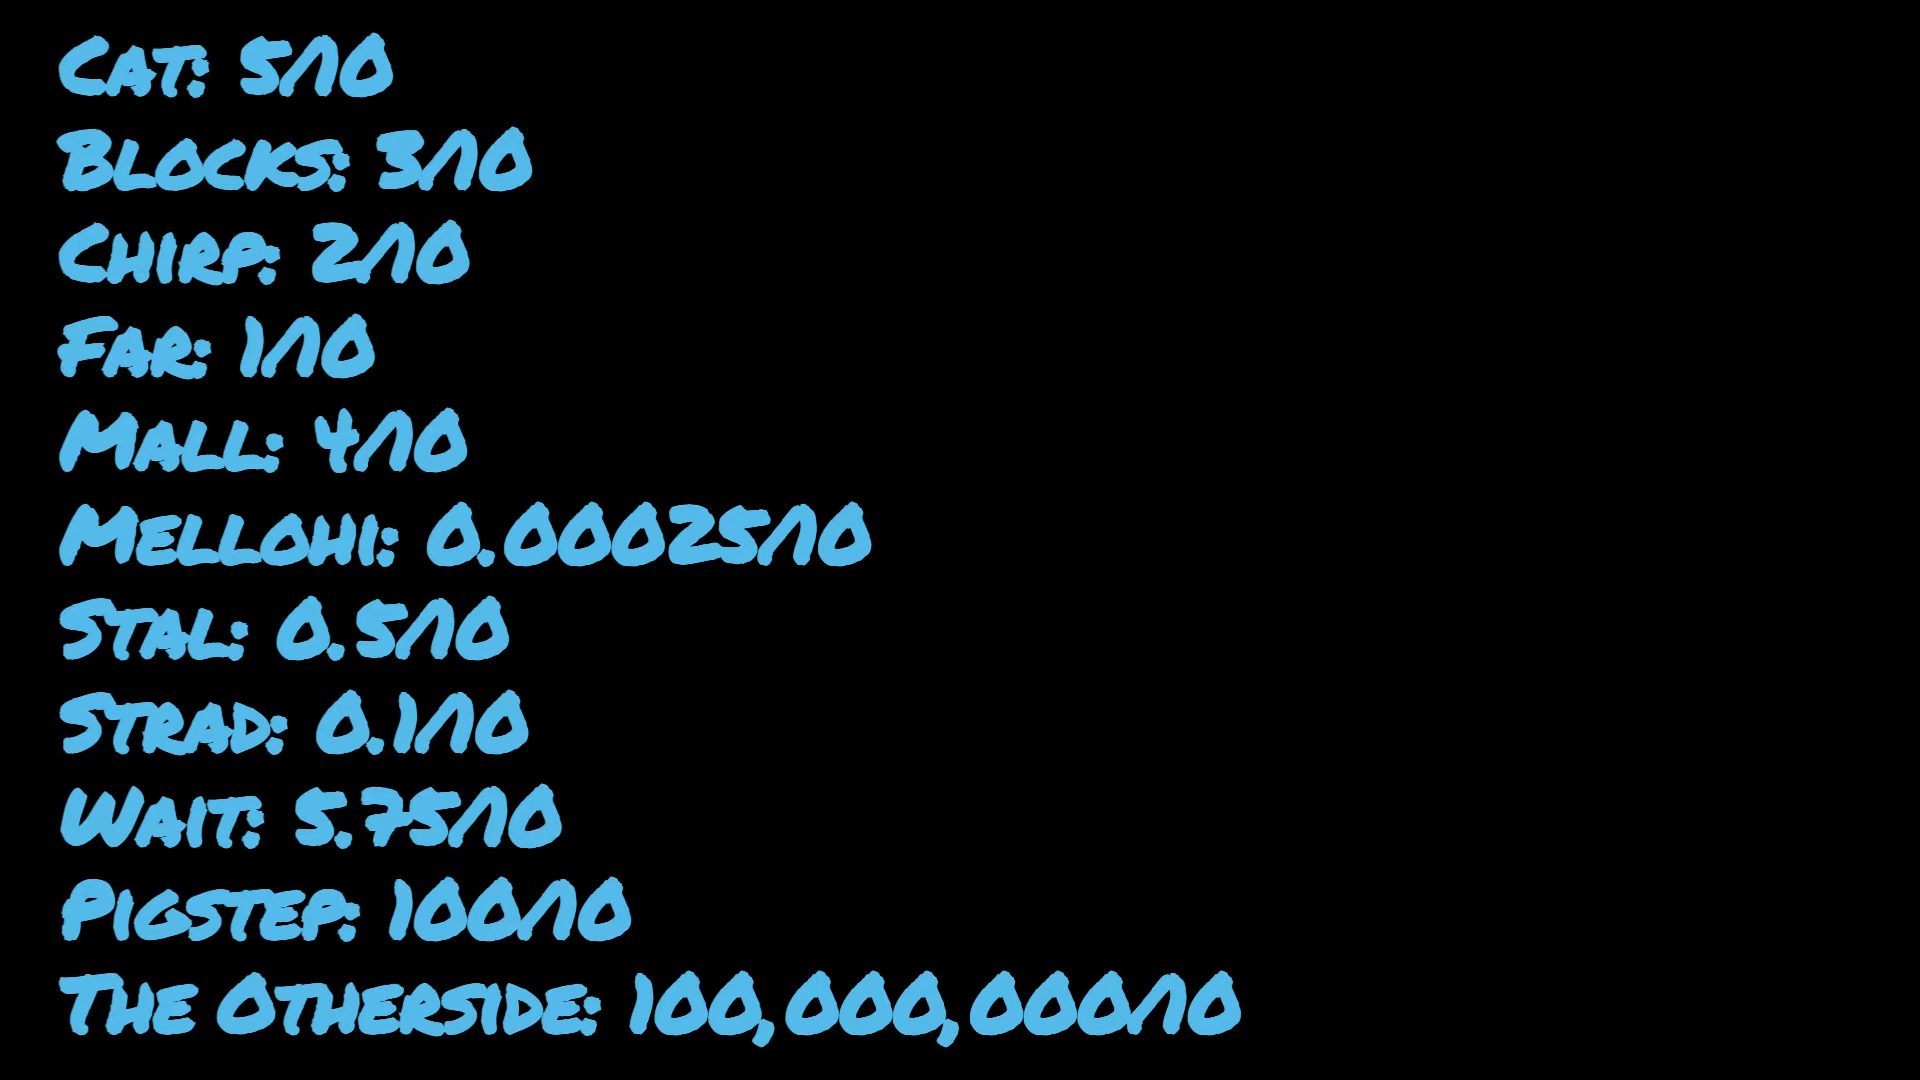 Cat: 5/10
Blocks: 3/10
Chirp: 2/10
Far: 1/10
Mall: 4/10
Mellohi: 0.00025/10
Stal: 0.5/10
Strad: 0.1/10
Wait: 5.75/10
Pigstep: 100/10
The Otherside: 100,000,000/10